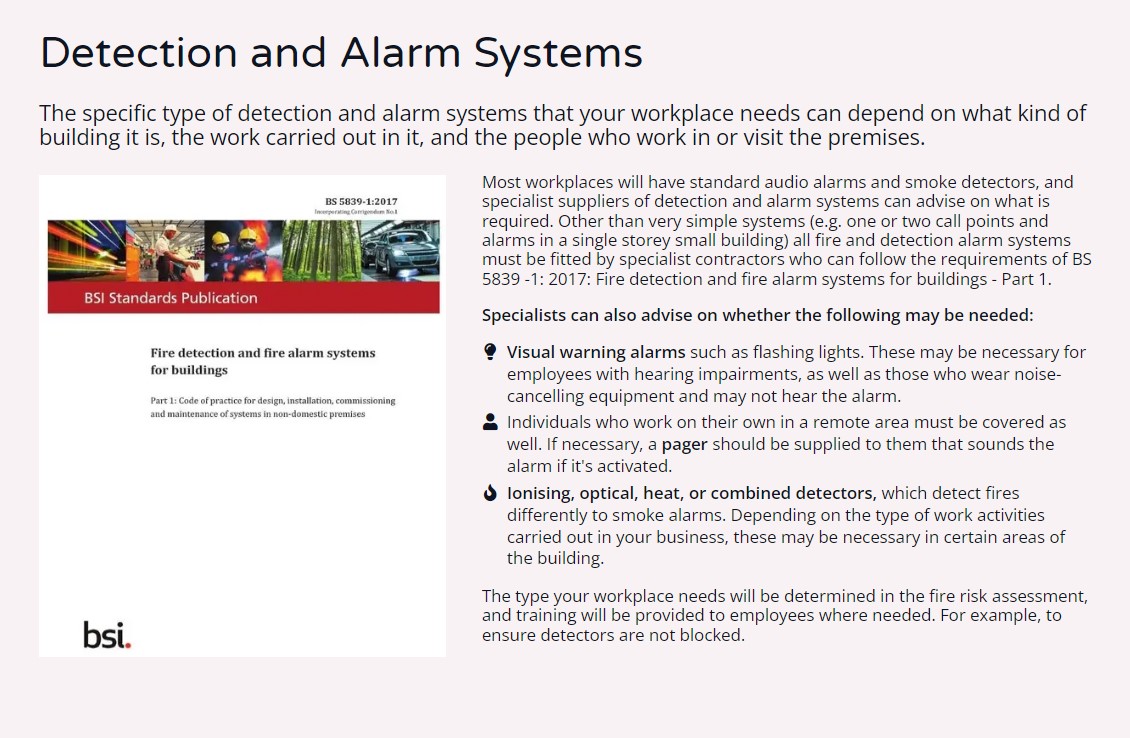 Detection and Alarm Systems
The specific type of detection and alarm systems that your workplace needs can depend on what kind of
building it is, the work carried out in it, and the people who work in or visit the premises.
BS 5839-1:2017
Incorporating Corrigendum No.1
BSI Standards Publication
Fire detection and fire alarm systems
for buildings
Part 1: Code of practice for design, installation, commissioning
and maintenance of systems in non-domestic premises
bsi.
Most workplaces will have standard audio alarms and smoke detectors, and
specialist suppliers of detection and alarm systems can advise on what is
required. Other than very simple systems (e.g. one or two call points and
alarms in a single storey small building) all fire and detection alarm systems
must be fitted by specialist contractors who can follow the requirements of BS
5839 -1: 2017: Fire detection and fire alarm systems for buildings - Part 1.
Specialists can also advise on whether the following may be needed:
Visual warning alarms such as flashing lights. These may be necessary for
employees with hearing impairments, as well as those who wear noise-
cancelling equipment and may not hear the alarm.
Individuals who work on their own in a remote area must be covered as
well. If necessary, a pager should be supplied to them that sounds the
alarm if it's activated.
Ionising, optical, heat, or combined detectors, which detect fires
differently to smoke alarms. Depending on the type of work activities
carried out in your business, these may be necessary in certain areas of
the building.
The type your workplace needs will be determined in the fire risk assessment,
and training will be provided to employees where needed. For example, to
ensure detectors are not blocked.